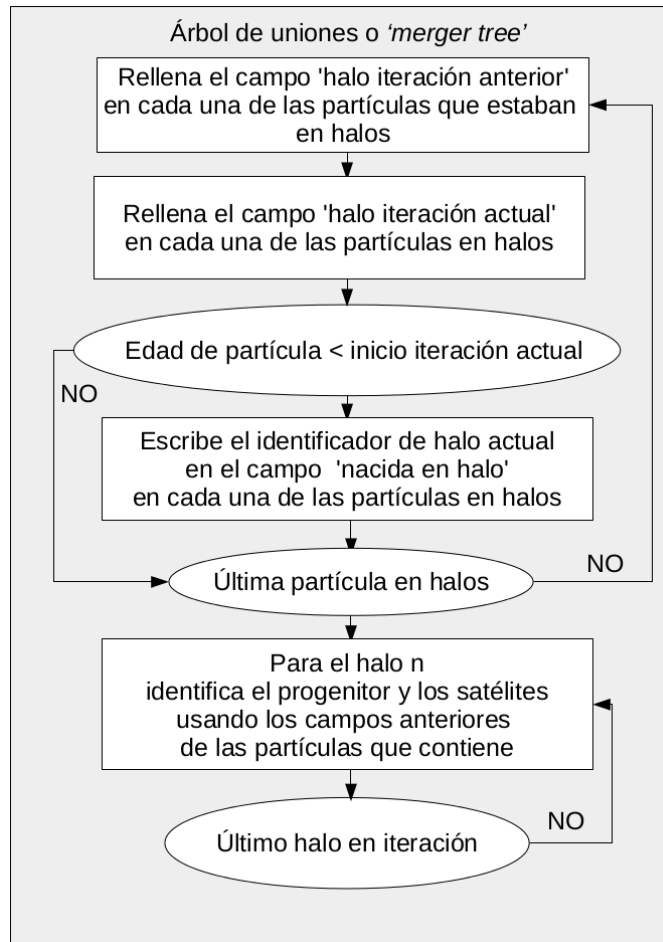 Árbol de uniones o ‘merger tree’
Rellena el campo 'halo iteración anterior'
en cada una de las partículas que estaban
en halos
Rellena el campo 'halo iteración actual'
en cada una de las partículas en halos
Edad de partícula < inicio iteración actual
NO
Escribe el identificador de halo actual
en el campo 'nacida en halo'
en cada una de las partículas en halos
Última partícula en halos
NO
Para el halo n
identifica el progenitor y los satélites
usando los campos anteriores
de las partículas que contiene
Último halo en iteración
NO